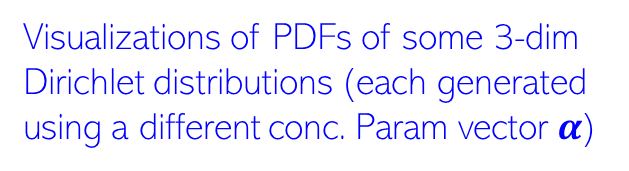 Visualizations of PDFs of some 3-dim
Dirichlet distributions (each generated
using a different conc. Param vector 𝜶)